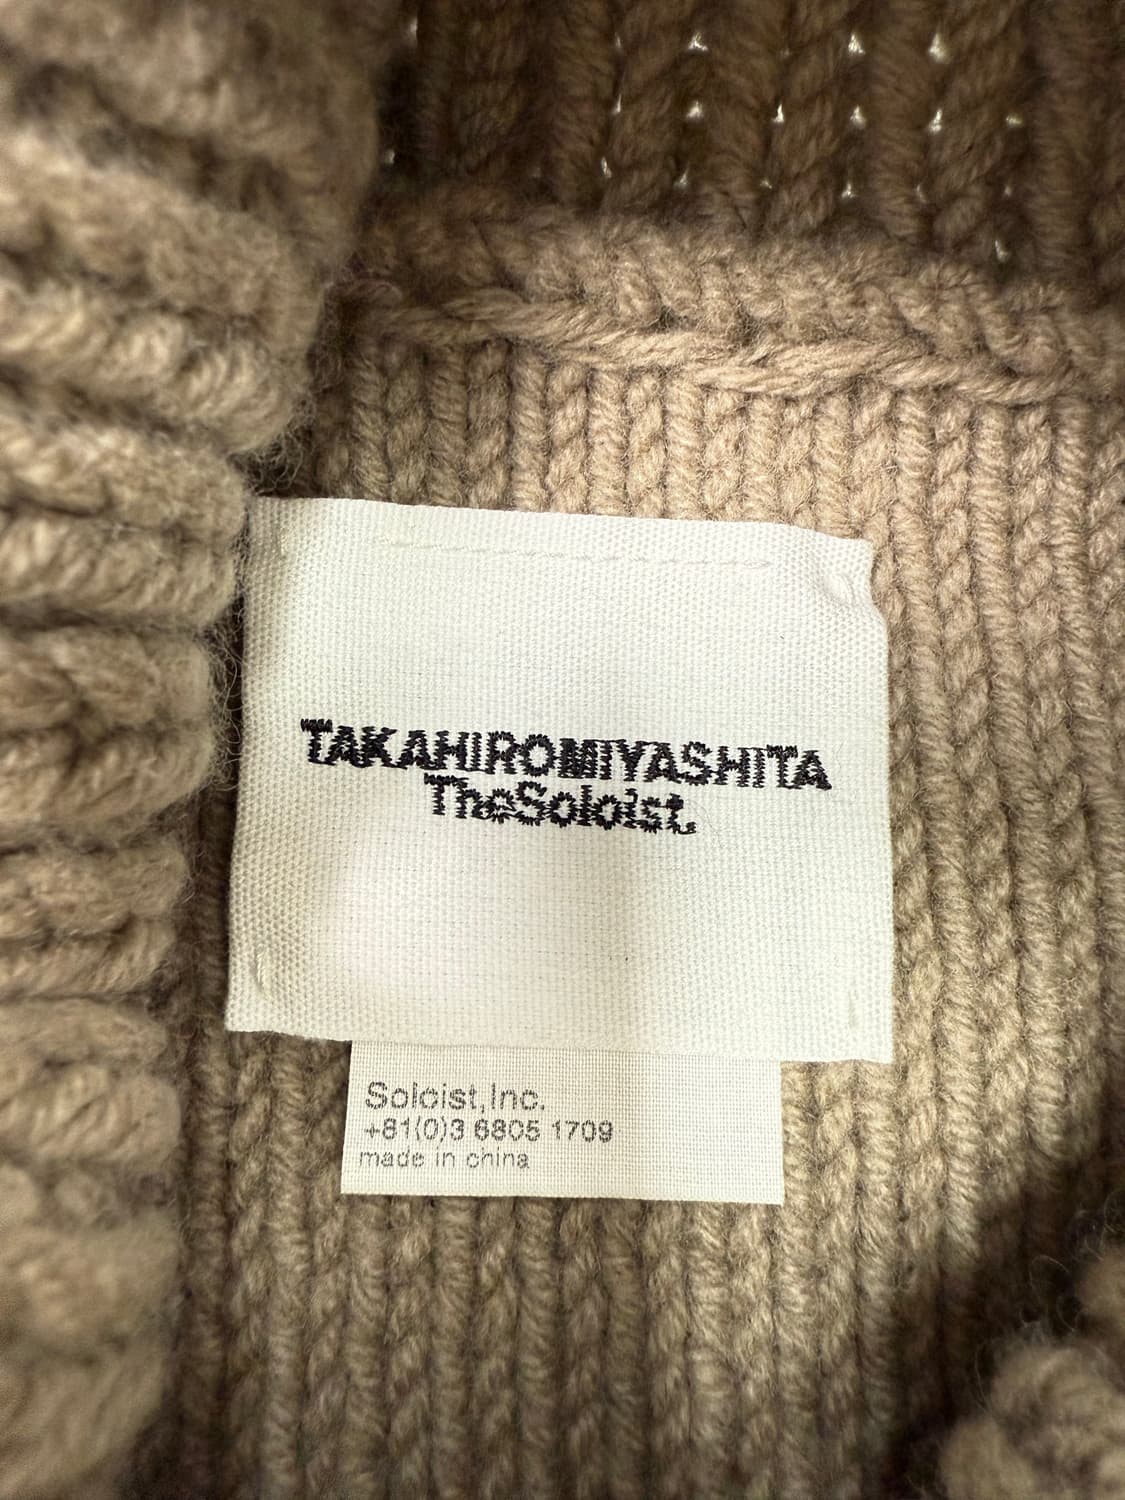 TAKAHIROMIYASHITA
TheSoloist.
Soloist,Inc.
+81(0)3 6805 1709
made in china